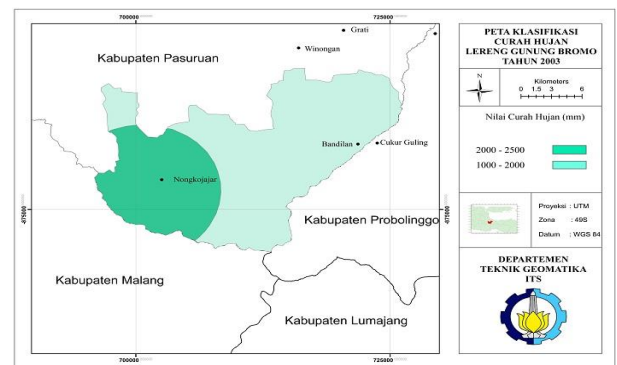 700000
725000
Grati
Winongan
Kabupaten Pasuruan
Bandilan
Cukur Guling
Nongkojajar
Kabupaten Probolinggo
Kabupaten Malang
Kabupaten Lumajang
700000
725000
PETA KLASIFIKASI
CURAH HUJAN
LERENG GUNUNG BROMO
TAHUN 2003
N
Kilometers
0 1.5 3 6
Nilai Curah Hujan (mm)
2000 - 2500
1000 - 2000
Proyeksi : UTM
Zona : 49S
Datum : WGS 84
DEPARTEMEN
TEKNIK GEOMATIKA
ITS